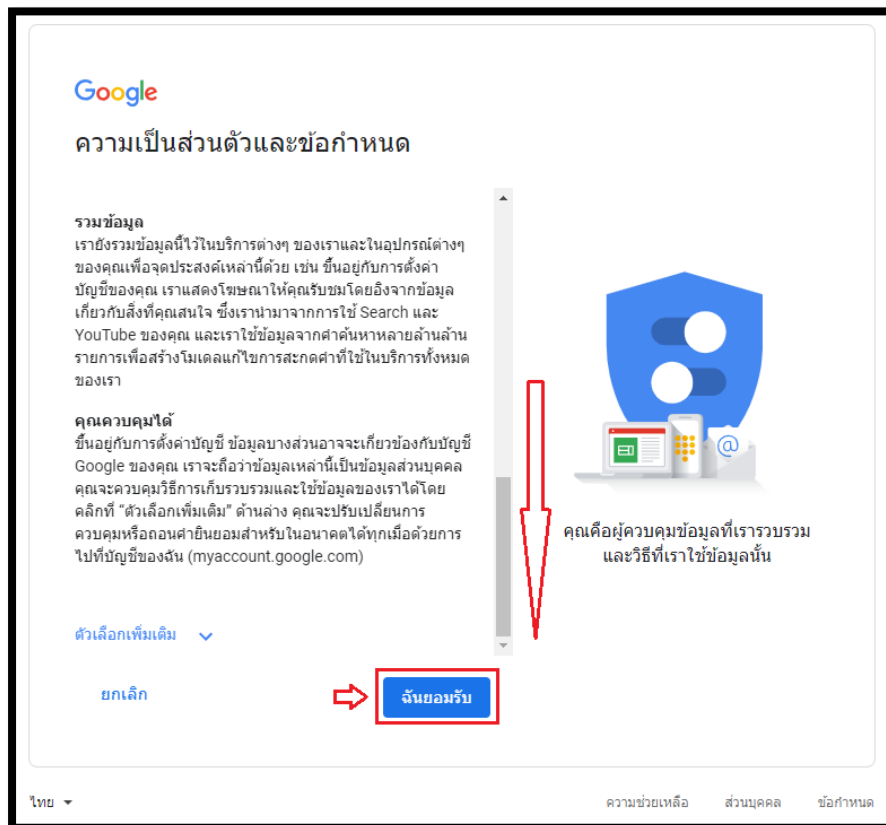 Google
ความเป็นส่วนตัวและข้อกำหนด
รวมข้อมูล
เรายังรวมข้อมูลนี้ไว้ในบริการต่างๆ ของเราและในอุปกรณ์ต่างๆ
ของคุณเพื่อจุดประสงค์เหล่านี้ด้วย เช่น ขึ้นอยู่กับการตั้งค่า
บัญชีของคุณ เราแสดงโฆษณาให้คุณรับชมโดยอิงจากข้อมูล
เกี่ยวกับสิ่งที่คุณสนใจ ซึ่งเรานำมาจากการใช้ Search และ
YouTube ของคุณ และเราใช้ข้อมูลจากคำค้นหาหลายล้านล้าน
รายการเพื่อสร้างโมเดลแก้ไขการสะกดคำที่ใช้ในบริการทั้งหมด
ของเรา
คุณควบคุมได้
ขึ้นอยู่กับการตั้งค่าบัญชี ข้อมูลบางส่วนอาจจะเกี่ยวข้องกับบัญชี
Google ของคุณ เราจะถือว่าข้อมูลเหล่านี้เป็นข้อมูลส่วนบุคคล
คุณจะควบคุมวิธีการเก็บรวบรวมและใช้ข้อมูลของเราได้โดย
คลิกที่ “ตัวเลือกเพิ่มเติม” ด้านล่าง คุณจะปรับเปลี่ยนการ
ควบคุมหรือถอนคำยินยอมสำหรับในอนาคตได้ทุกเมื่อด้วยการ
ไปที่บัญชีของฉัน (myaccount.google.com)
@
คุณคือผู้ควบคุมข้อมูลที่เรารวบรวม
และวิธีที่เราใช้ข้อมูลนั้น
ตัวเลือกเพิ่มเติม
ยกเลิก
ฉันยอมรับ
ไทย
ความช่วยเหลือ ส่วนบุคคล ข้อกำหนด